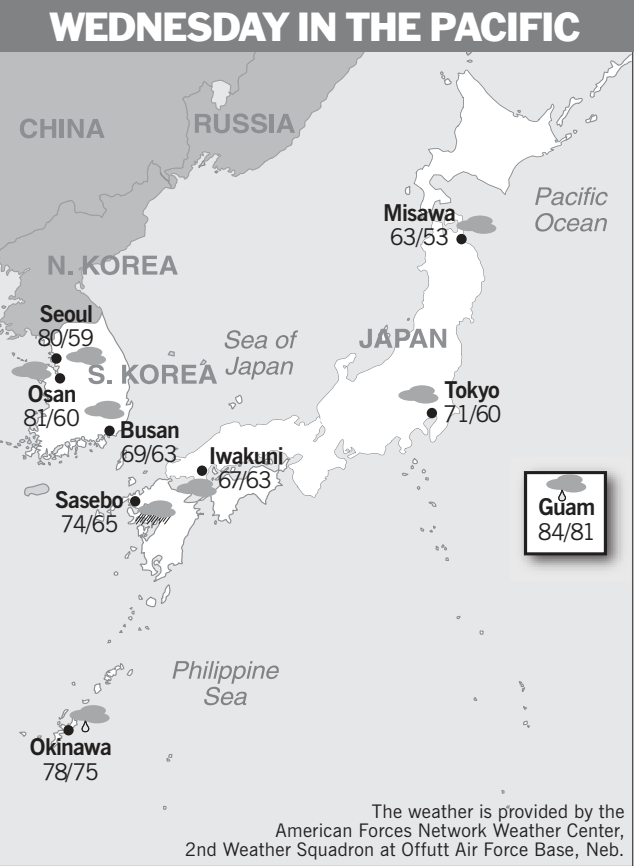 WEDNESDAY IN THE PACIFIC
CHINA
RUSSIA
Pacific
Ocean
Misawa
63/53
N. KOREA
Seoul
80/59
Sea of
Japan
JAPAN
S. KOREA
Osan
81/60
Tokyo
71/60
Busan
69/63
Iwakuni
67/63
Sasebo
74/65
Guam
84/81
Philippine
Sea
Okinawa
78/75
The weather is provided by the
American Forces Network Weather Center,
2nd Weather Squadron at Offutt Air Force Base, Neb.